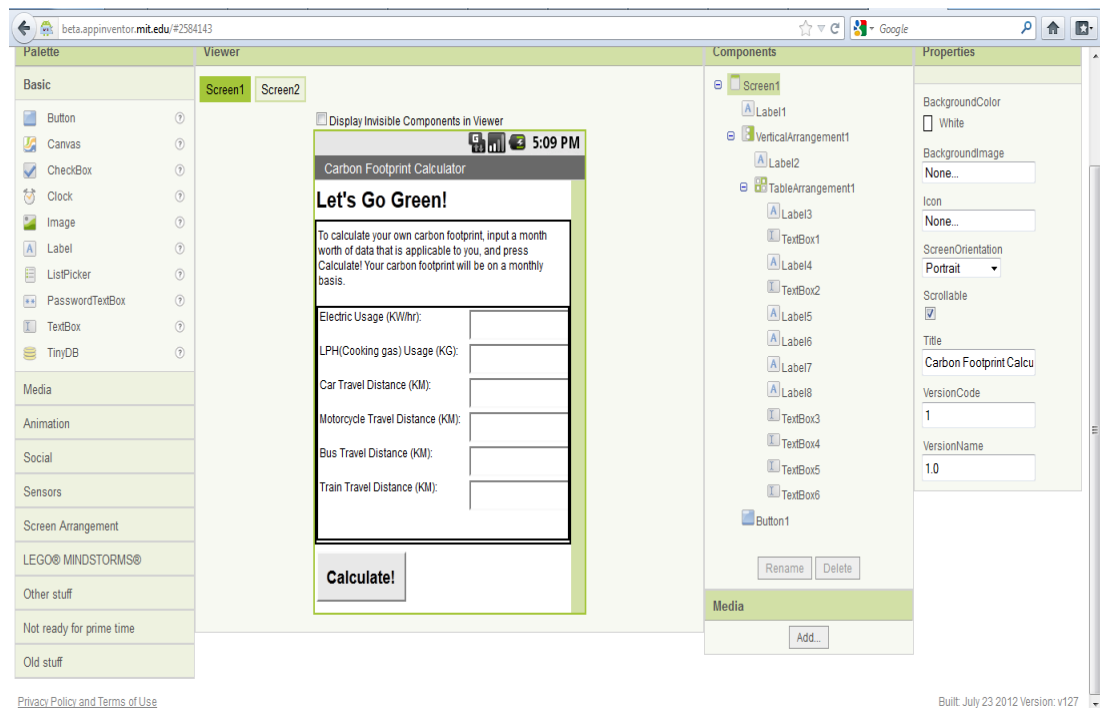 beta.appinventor.mit.edu/#2584143
Google
Palette
Viewer
Components
Properties
Basic
Button
Canvas
CheckBox
Clock
Image
Label
ListPicker
PasswordTextBox
TextBox
TinyDB
Media
Animation
Social
Sensors
Screen Arrangement
LEGO® MINDSTORMS®
Other stuff
Not ready for prime time
Old stuff
Screen1 Screen2
Display Invisible Components in Viewer
5:09 PM
Carbon Footprint Calculator
Let's Go Green!
To calculate your own carbon footprint, input a month
worth of data that is applicable to you, and press
Calculate! Your carbon footprint will be on a monthly
basis.
Electric Usage (KW/hr):
LPH(Cooking gas) Usage (KG):
Car Travel Distance (KM):
Motorcycle Travel Distance (KM):
Bus Travel Distance (KM):
Train Travel Distance (KM):
Calculate!
Screen1
Label1
VerticalArrangement1
Label2
TableArrangement1
Label3
TextBox1
Label4
TextBox2
Label5
Label6
Label7
Label8
TextBox3
TextBox4
TextBox5
TextBox6
Button1
Rename Delete
Media
Add...
BackgroundColor
White
BackgroundImage
None...
Icon
None...
ScreenOrientation
Portrait
Scrollable
Title
Carbon Footprint Calcu
VersionCode
1
VersionName
1.0
Privacy Policy and Terms of Use
Built: July 23 2012 Version: v127